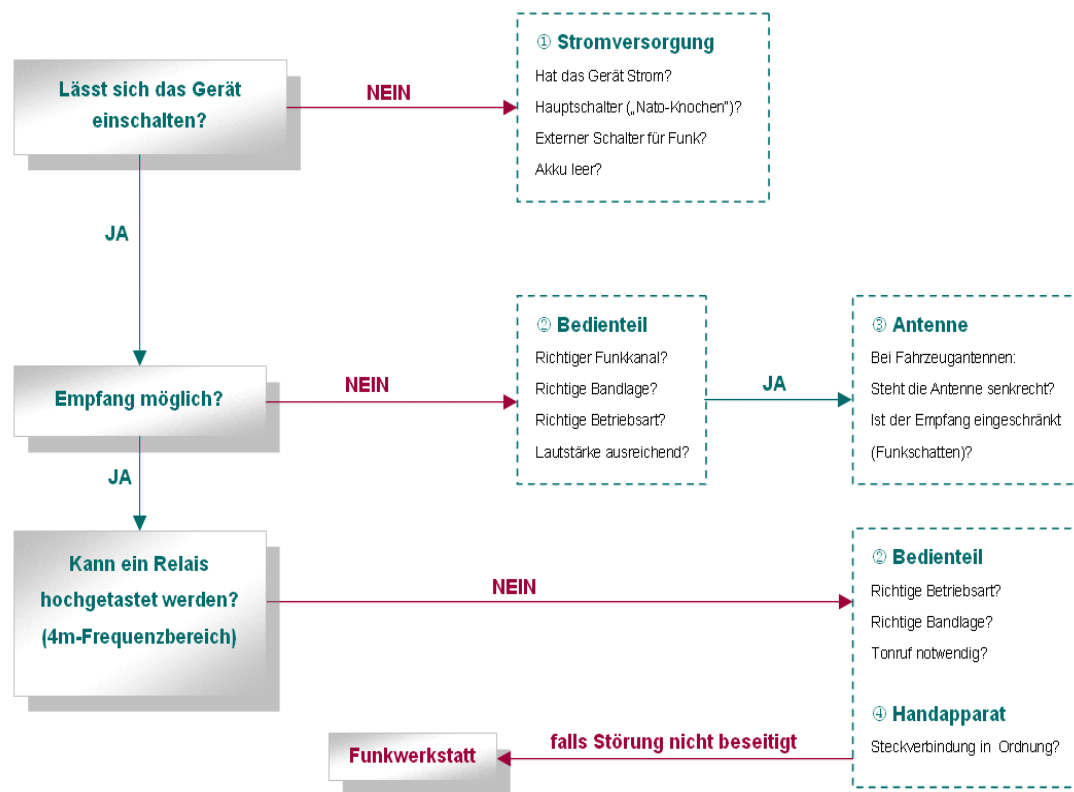 Lässt sich das Gerät
einschalten?
NEIN
① Stromversorgung
Hat das Gerät Strom?
Hauptschalter („Nato-Knochen")?
Externer Schalter für Funk?
Akku leer?
JA
Empfang möglich?
NEIN
② Bedienteil
Richtiger Funkkanal?
Richtige Bandlage?
Richtige Betriebsart?
Lautstärke ausreichend?
JA
③ Antenne
Bei Fahrzeugantennen:
Steht die Antenne senkrecht?
Ist der Empfang eingeschränkt
(Funkschatten)?
JA
Kann ein Relais
hochgetastet werden?
(4m-Frequenzbereich)
NEIN
② Bedienteil
Richtige Betriebsart?
Richtige Bandlage?
Tonruf notwendig?
④ Handapparat
Steckverbindung in Ordnung?
falls Störung nicht beseitigt
Funkwerkstatt